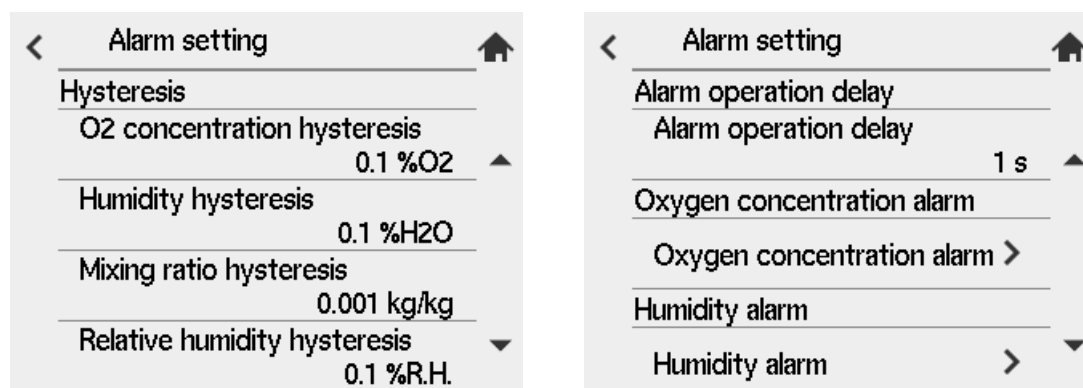 Alarm setting
Hysteresis
O2 concentration hysteresis
0.1 %O2
Humidity hysteresis
0.1 %H2O
Mixing ratio hysteresis
0.001 kg/kg
Relative humidity hysteresis
0.1 %R.H.
Alarm setting
Alarm operation delay
Alarm operation delay
1 s
Oxygen concentration alarm
Oxygen concentration alarm
Humidity alarm
Humidity alarm